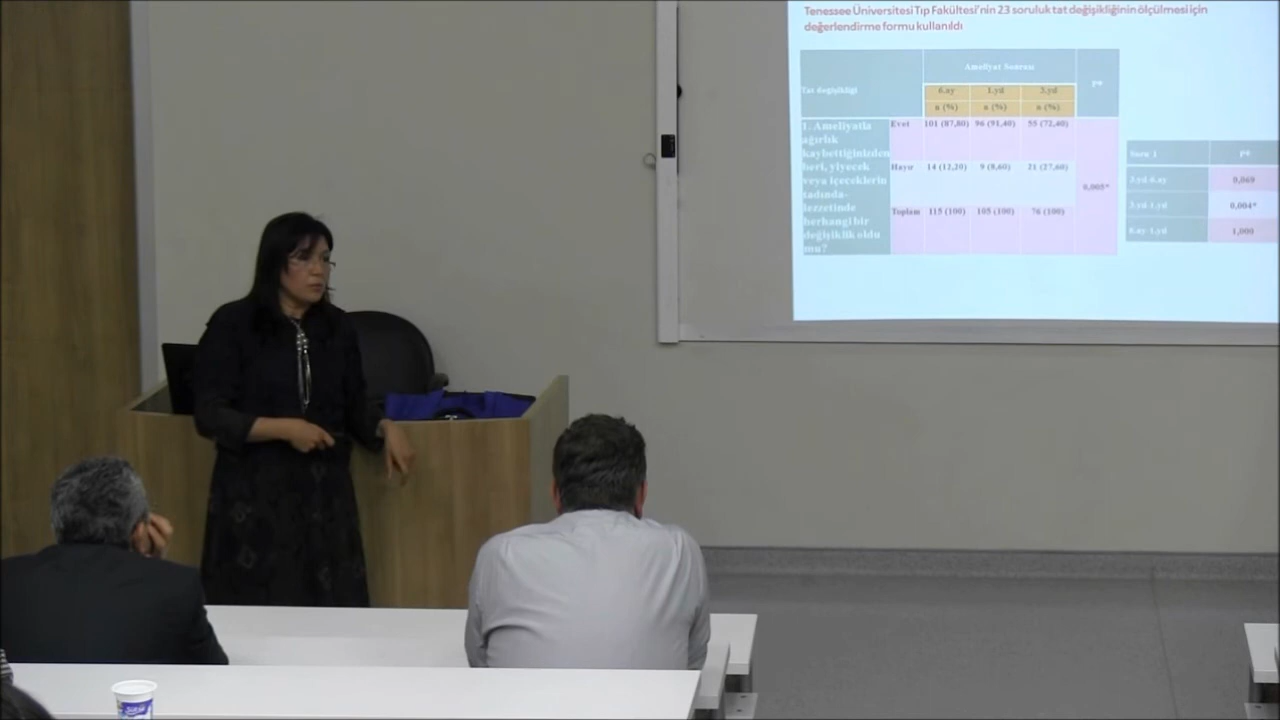 Tenessee Üniversitesi Tıp Fakültesi'nin 23 soruluk tat değişikliğinin ölçülmesi için
değerlendirme formu kullanıldı
Ameliyat Sonrası
P*
Tat değişikliği
6.ay 1.yıl 3.yıl
n (%) n (%) n (%)
1. Ameliyatla
ağırlık
kaybettiğinizden
beri, yiyecek
veya içeceklerin
tadında-
lezzetinde
herhangi bir
değişiklik oldu
mu?
Evet 101 (87,80) 96 (91,40) 55 (72,40)
Hayır 14 (12,20) 9 (8,60) 21 (27,60)
0,005*
Toplam 115 (100) 105 (100) 76 (100)
Soru 1 P*
3.yıl-6.ay 0,069
3.yıl-1.yıl 0,004*
6.ay-1.yıl 1,000